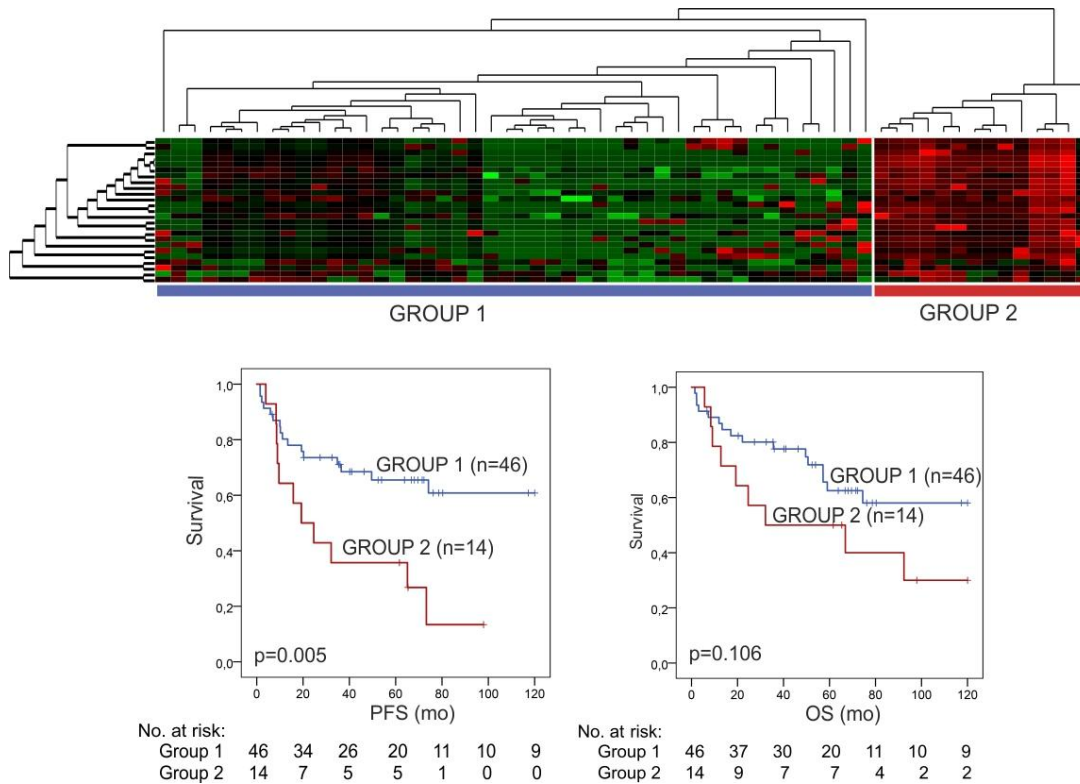 GROUP 1
GROUP 2
1,0
0,8
0,6
0,4
0,2
0,0
Survival
GROUP 1 (n=46)
GROUP 2 (n=14)
p=0.005
0 20 40 60 80 100 120
PFS (mo)
No. at risk:
Group 1 46 34 26 20 11 10 9
Group 2 14 7 5 5 1 0 0
1,0
0,8
0,6
0,4
0,2
0,0
Survival
GROUP 1 (n=46)
GROUP 2 (n=14)
p=0.106
0 20 40 60 80 100 120
OS (mo)
No. at risk:
Group 1 46 37 30 20 11 10 9
Group 2 14 9 7 7 4 2 2